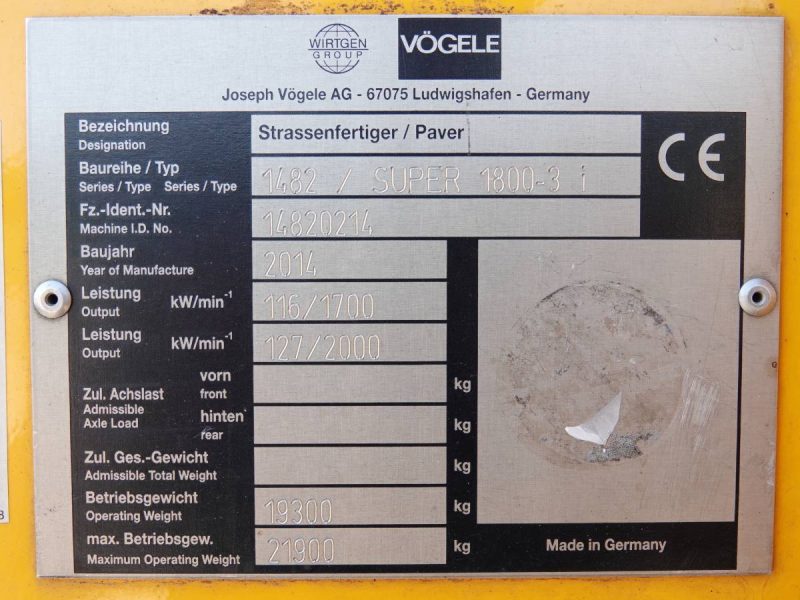 WIRTGEN
GROUP
VÖGELE
Joseph Vögele AG - 67075 Ludwigshafen - Germany
Bezeichnung
Designation
Strassenfertiger / Paver
CE
Baureihe / Typ
Series / Type Series / Type
1482 / SUPER 1800-3 i
Fz.-Ident.-Nr.
Machine I.D. No.
14820214
Baujahr
Year of Manufacture
2014
Leistung
Output
kW/min-1
116/1700
Leistung
Output
kW/min-1
127/2000
Zul. Achslast
Admissible
Axle Load
vorn
front
kg
hinten
rear
kg
Zul. Ges.-Gewicht
Admissible Total Weight
kg
Betriebsgewicht
Operating Weight
19300
kg
max. Betriebsgew.
Maximum Operating Weight
21900
kg
Made in Germany
8